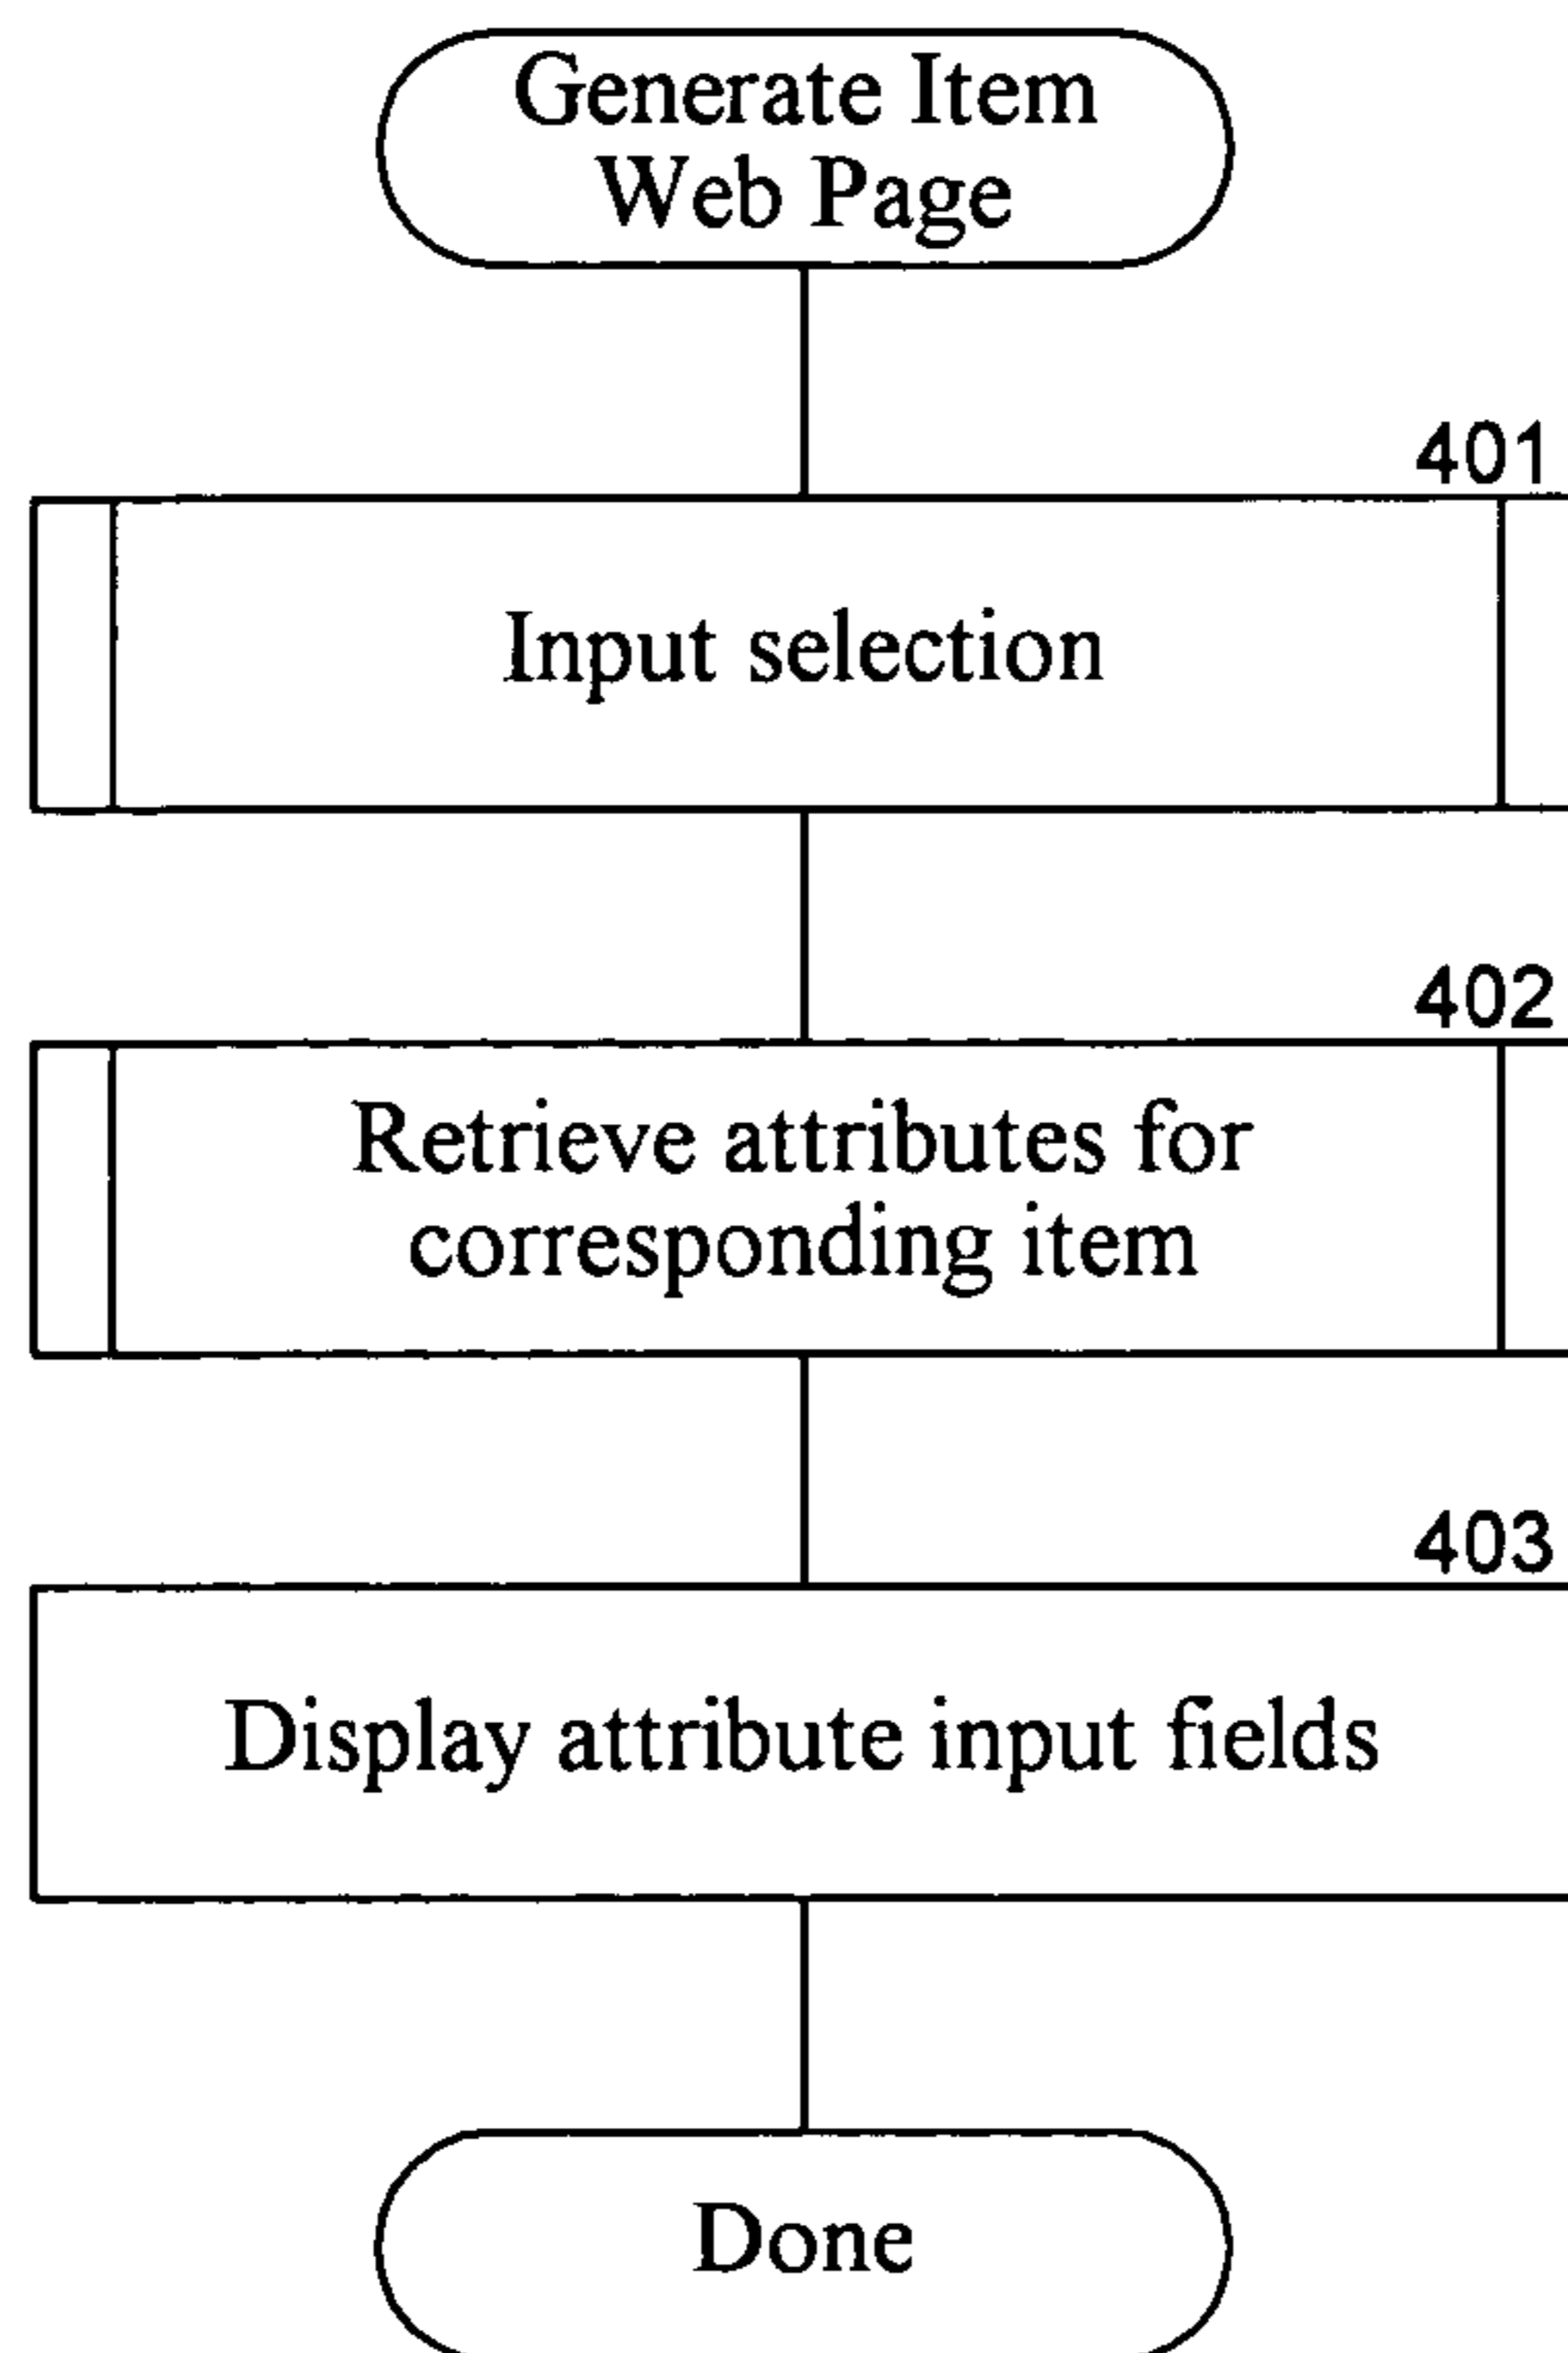 Generate Item
Web Page
401
Input selection
402
Retrieve attributes for
corresponding item
403
Display attribute input fields
Done